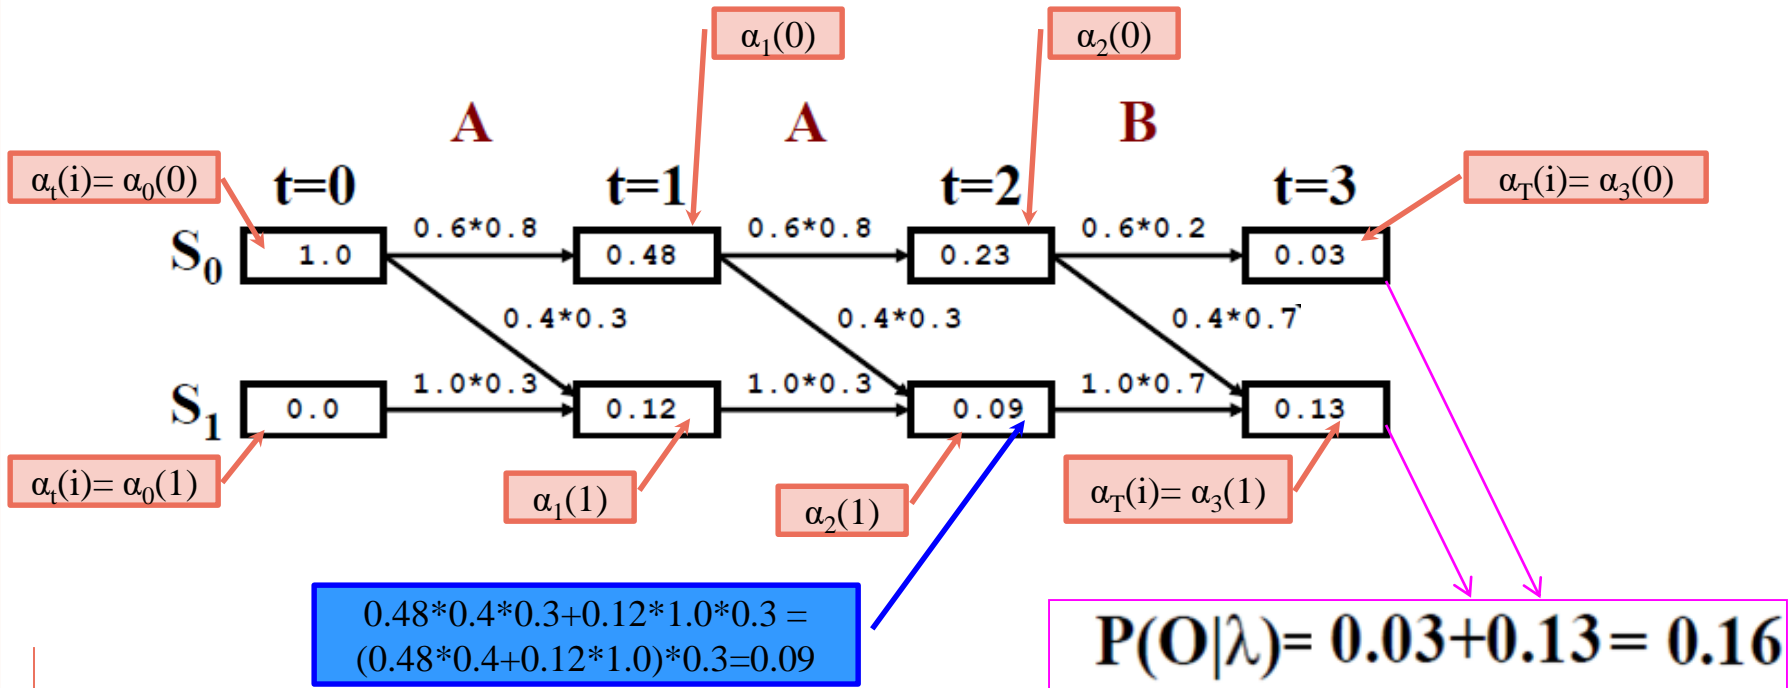 α₁(0)
α₂(0)
A
A
B
αₜ(i)= α₀(0)
t=0
t=1
t=2
t=3
α_T(i)= α₃(0)
0.6*0.8
0.6*0.8
0.6*0.2
S₀
1.0
0.48
0.23
0.03
0.4*0.3
0.4*0.3
0.4*0.7
1.0*0.3
1.0*0.3
1.0*0.7
S₁
0.0
0.12
0.09
0.13
αₜ(i)= α₀(1)
α₁(1)
α₂(1)
α_T(i)= α₃(1)
0.48*0.4*0.3+0.12*1.0*0.3 =
(0.48*0.4+0.12*1.0)*0.3=0.09
P(O|λ)= 0.03+0.13= 0.16